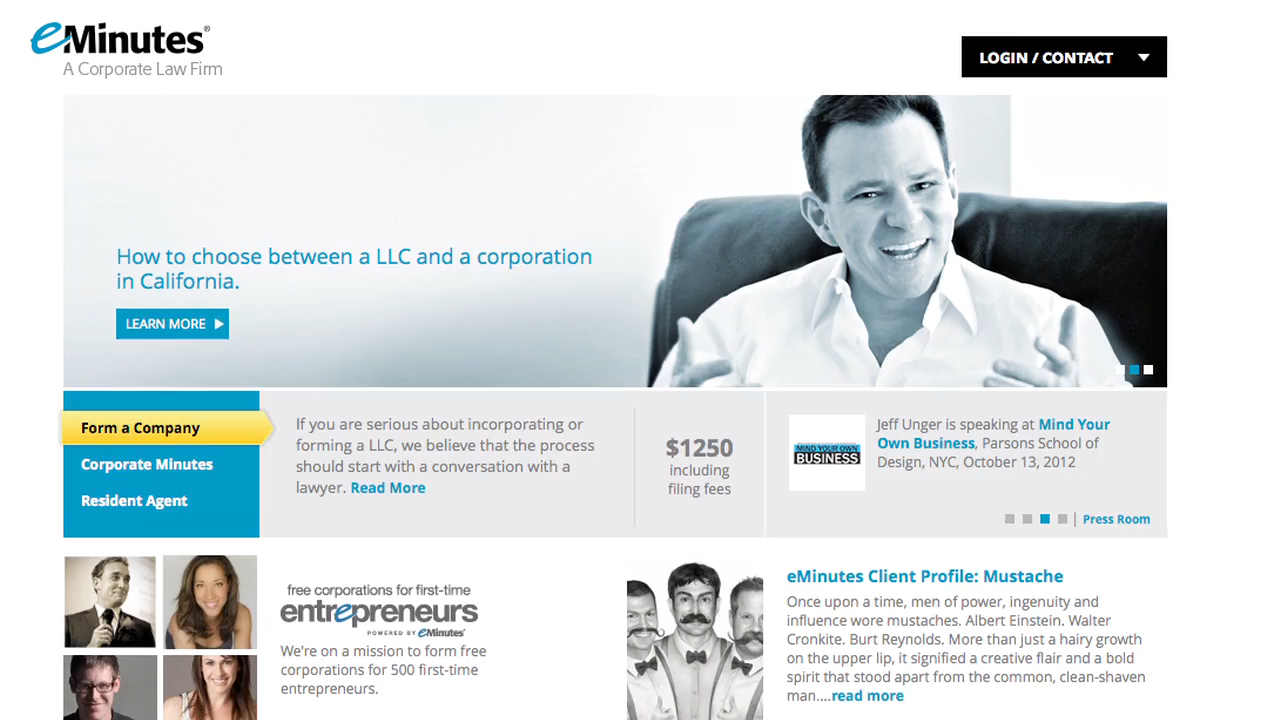 eMinutes®
A Corporate Law Firm
LOGIN / CONTACT
How to choose between a LLC and a corporation
in California.
LEARN MORE
Form a Company
Corporate Minutes
Resident Agent
If you are serious about incorporating or
forming a LLC, we believe that the process
should start with a conversation with a
lawyer. Read More
$1250
including
filing fees
MIND YOUR OWN
BUSINESS
Jeff Unger is speaking at Mind Your
Own Business, Parsons School of
Design, NYC, October 13, 2012
Press Room
free corporations for first-time
entrepreneurs
POWERED BY eMinutes®
We're on a mission to form free
corporations for 500 first-time
entrepreneurs.
eMinutes Client Profile: Mustache
Once upon a time, men of power, ingenuity and
influence wore mustaches. Albert Einstein. Walter
Cronkite. Burt Reynolds. More than just a hairy growth
on the upper lip, it signified a creative flair and a bold
spirit that stood apart from the common, clean-shaven
man....read more